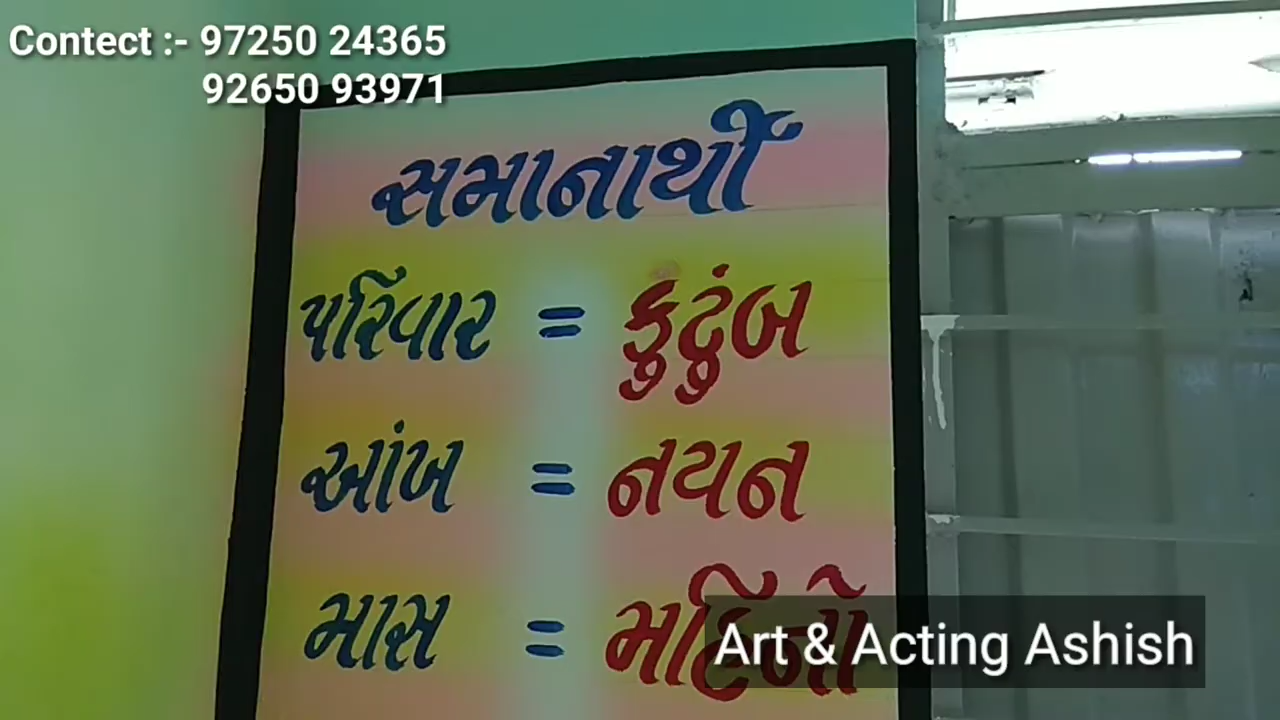 Contect :- 97250 24365
92650 93971
સમાનાર્થી
પરિવાર = કુટુંબ
આંખ = નયન
માસ = મહિનો
Art & Acting Ashish